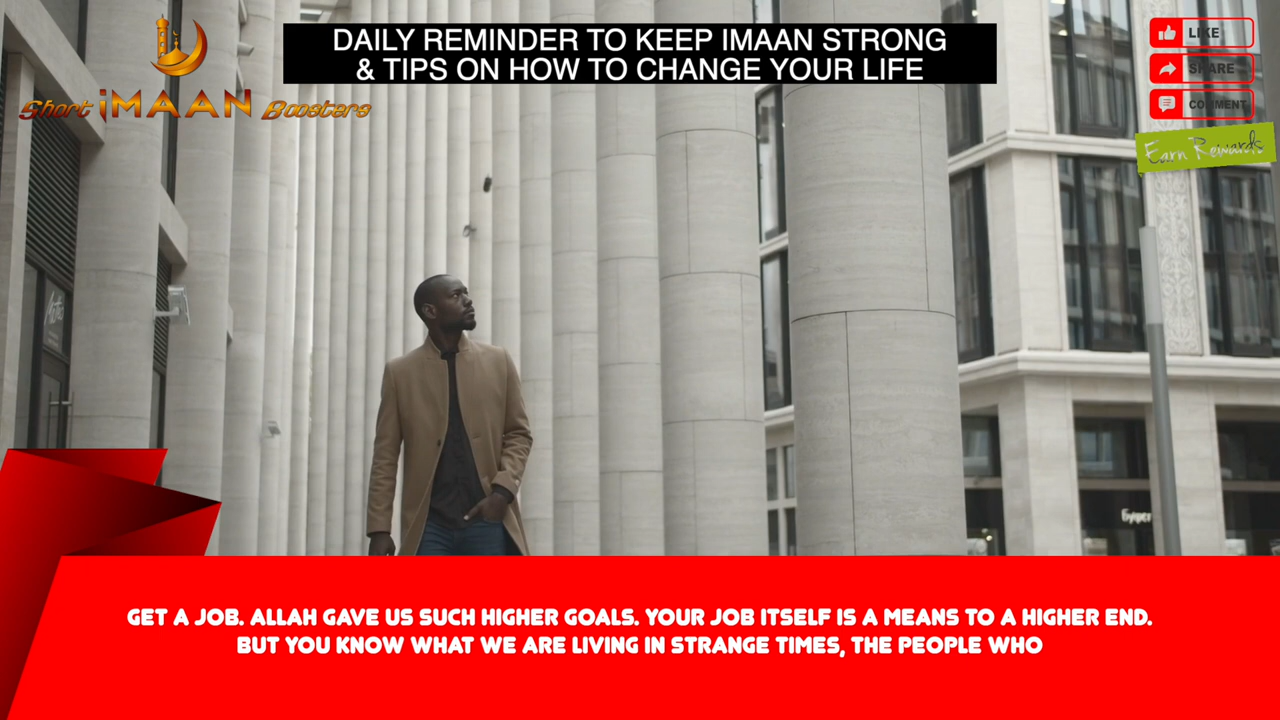 DAILY REMINDER TO KEEP IMAAN STRONG
& TIPS ON HOW TO CHANGE YOUR LIFE
Short iMAAN Boosters
LIKE
SHARE
COMMENT
Earn Rewards
GET A JOB. ALLAH GAVE US SUCH HIGHER GOALS. YOUR JOB ITSELF IS A MEANS TO A HIGHER END.
BUT YOU KNOW WHAT WE ARE LIVING IN STRANGE TIMES, THE PEOPLE WHO